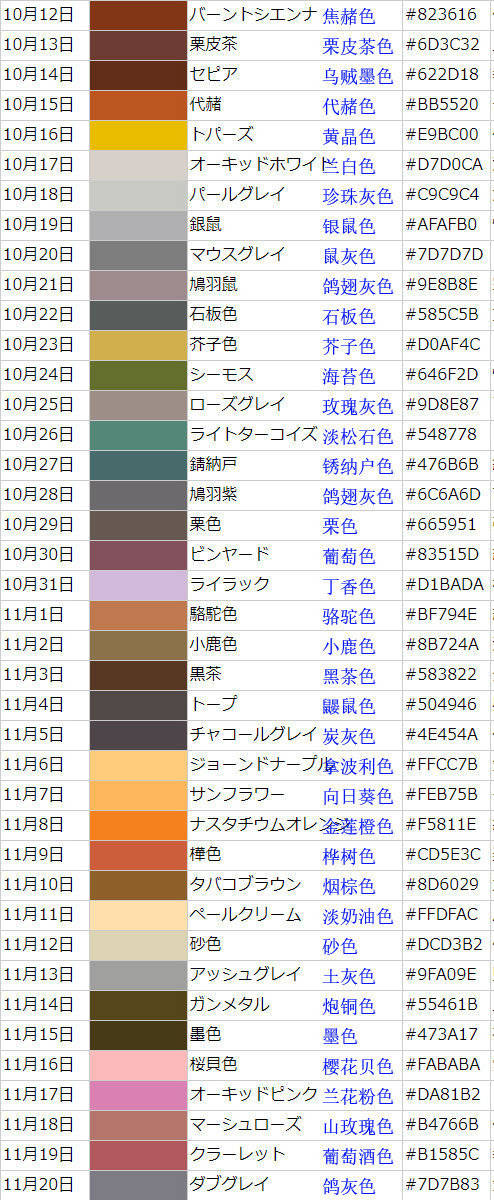 10月12日 バーントシエンナ 焦赭色 #823616
10月13日 栗皮茶 栗皮茶色 #6D3C32
10月14日 セピア 乌贼墨色 #622D18
10月15日 代赭 代赭色 #BB5520
10月16日 トパーズ 黄晶色 #E9BC00
10月17日 オーキッドホワイト 兰白色 #D7D0CA
10月18日 パールグレイ 珍珠灰色 #C9C9C4
10月19日 銀鼠 银鼠色 #AFAFB0
10月20日 マウスグレイ 鼠灰色 #7D7D7D
10月21日 鳩羽鼠 鸽翅灰色 #9E8B8E
10月22日 石板色 石板色 #585C5B
10月23日 芥子色 芥子色 #D0AF4C
10月24日 シーモス 海苔色 #646F2D
10月25日 ローズグレイ 玫瑰灰色 #9D8E87
10月26日 ライトターコイズ 淡松石色 #548778
10月27日 錆納戸 锈纳户色 #476B6B
10月28日 鳩羽紫 鸽翅灰色 #6C6A6D
10月29日 栗色 栗色 #665951
10月30日 ビンヤード 葡萄色 #83515D
10月31日 ライラック 丁香色 #D1BADA
11月1日 駱駝色 骆驼色 #BF794E
11月2日 小鹿色 小鹿色 #8B724A
11月3日 黒茶 黑茶色 #583822
11月4日 トープ 鼹鼠色 #504946
11月5日 チャコールグレイ 炭灰色 #4E454A
11月6日 ジョーンドナープル 拿波利色 #FFCC7B
11月7日 サンフラワー 向日葵色 #FEB75B
11月8日 ナスタチウムオレンジ 金莲橙色 #F5811E
11月9日 樺色 桦树色 #CD5E3C
11月10日 タバコブラウン 烟棕色 #8D6029
11月11日 ペールクリーム 淡奶油色 #FFDFAC
11月12日 砂色 砂色 #DCD3B2
11月13日 アッシュグレイ 土灰色 #9FA09E
11月14日 ガンメタル 炮铜色 #55461B
11月15日 墨色 墨色 #473A17
11月16日 桜貝色 樱花贝色 #FABABA
11月17日 オーキッドピンク 兰花粉色 #DA81B2
11月18日 マーシュローズ 山玫瑰色 #B4766B
11月19日 クラーレット 葡萄酒色 #B1585C
11月20日 ダブグレイ 鸽灰色 #7D7B83